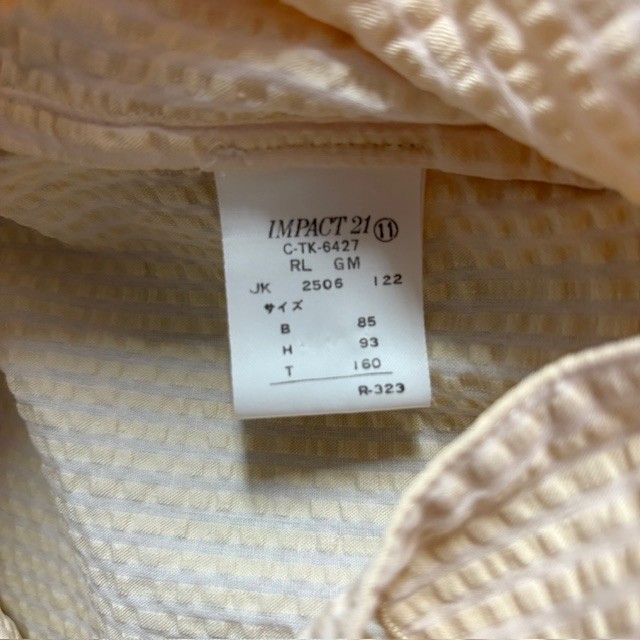 IMPACT 21 ⑪
C-TK-6427
RL GM
JK 2506 122
サイズ
B 85
H 93
T 160
R-323